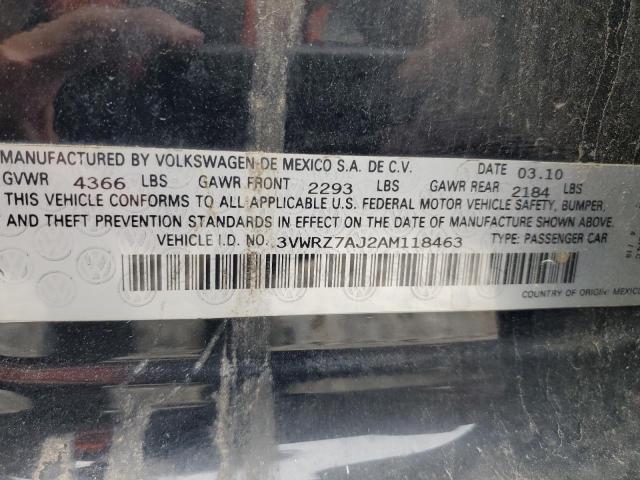 MANUFACTURED BY VOLKSWAGEN DE MEXICO S.A. DE C.V. DATE 03.10
GVWR 4366 LBS GAWR FRONT 2293 LBS GAWR REAR 2184 LBS
THIS VEHICLE CONFORMS TO ALL APPLICABLE U.S. FEDERAL MOTOR VEHICLE SAFETY, BUMPER,
AND THEFT PREVENTION STANDARDS IN EFFECT ON THE DATE OF MANUFACTURE SHOWN ABOVE.
VEHICLE I.D. NO. 3VWRZ7AJ2AM118463 TYPE: PASSENGER CAR
COUNTRY OF ORIGIN: MEXICO